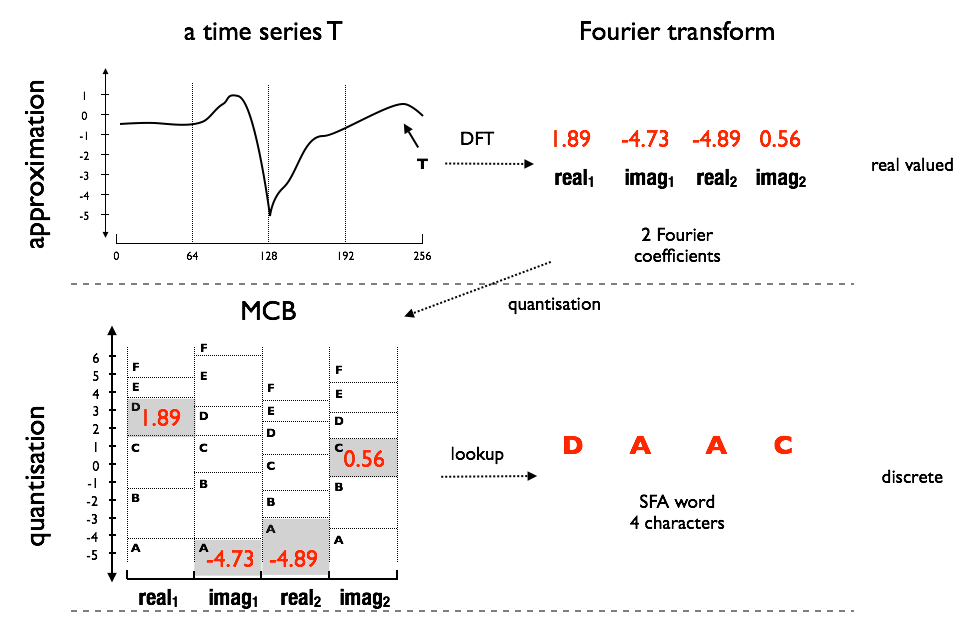 a time series T
Fourier transform
approximation
1
0
-1
-2
-3
-4
-5
0 64 128 192 256
T
DFT
1.89 -4.73 -4.89 0.56
real1 imag1 real2 imag2
real valued
2 Fourier
coefficients
quantisation
MCB
quantisation
6
5
4
3
2
1
0
-1
-2
-3
-4
-5
F
E
D
1.89
C
B
A
F
E
D
C
B
A
-4.73
F
E
D
C
B
A
-4.89
F
E
D
C
0.56
B
A
real1 imag1 real2 imag2
lookup
D A A C
SFA word
4 characters
discrete